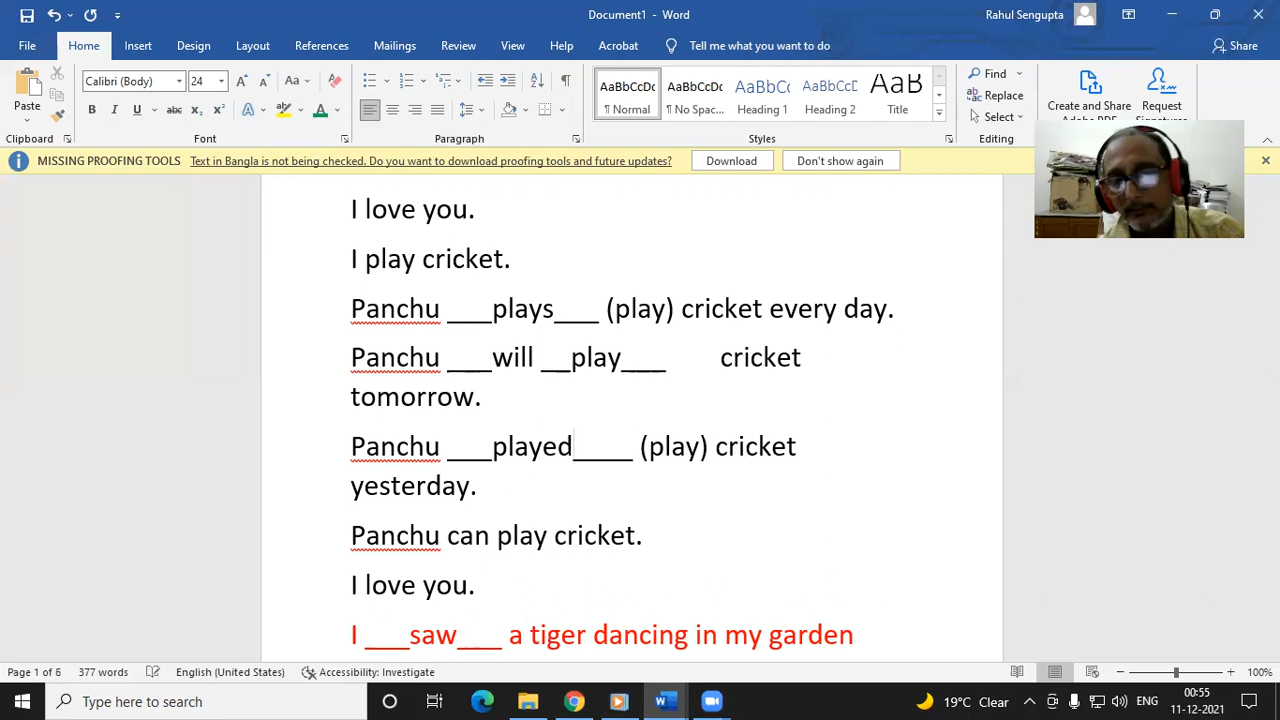 Document1 - Word
Rahul Sengupta
File Home Insert Design Layout References Mailings Review View Help Acrobat Tell me what you want to do Share
Paste
Calibri (Body) 24
AaBbCcDc AaBbCcDc AaBbC AaBbCcD AaB
¶ Normal ¶ No Spac... Heading 1 Heading 2 Title
Find
Replace
Select
Create and Share
Adobe PDF
Request
Signatures
Clipboard Font Paragraph Styles Editing
MISSING PROOFING TOOLS Text in Bangla is not being checked. Do you want to download proofing tools and future updates? Download Don't show again
I love you.
I play cricket.
Panchu ___plays___ (play) cricket every day.
Panchu ___will __play___ cricket
tomorrow.
Panchu ___played____ (play) cricket
yesterday.
Panchu can play cricket.
I love you.
I ___saw___ a tiger dancing in my garden
Page 1 of 6 377 words English (United States) Accessibility: Investigate 100%
Type here to search
19°C Clear ENG 00:55
11-12-2021